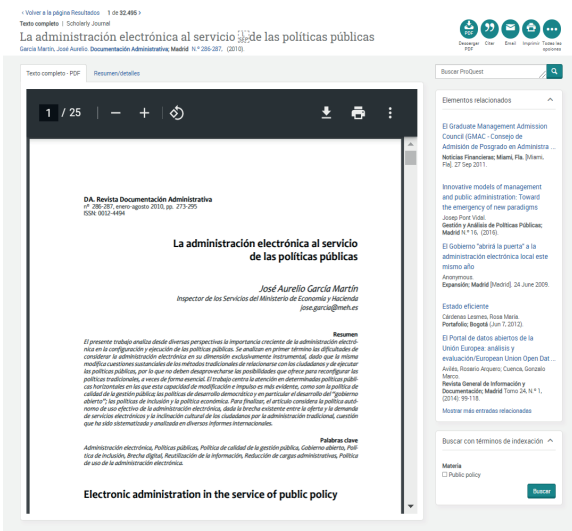 ‹ Volver a la página Resultados 1 de 32.495 ›
Texto completo | Scholarly Journal
La administración electrónica al servicio de las políticas públicas
García Martín, José Aurelio. Documentación Administrativa; Madrid N.º 286-287, (2010).
Descargar PDF
Citar
Email
Imprimir
Todas las opciones
Texto completo - PDF
Resumen/detalles
Buscar ProQuest
1 / 25
DA. Revista Documentación Administrativa
nº 286-287, enero-agosto 2010, pp. 273-295
ISSN: 0012-4494
La administración electrónica al servicio
de las políticas públicas
José Aurelio García Martín
Inspector de los Servicios del Ministerio de Economía y Hacienda
jose.garcia@meh.es
Resumen
El presente trabajo analiza desde diversas perspectivas la importancia creciente de la administración electró-
nica en la configuración y ejecución de las políticas públicas. Se analizan en primer término las dificultades de
considerar la administración electrónica en su dimensión exclusivamente instrumental, dado que la misma
modifica cuestiones sustanciales de los métodos tradicionales de relacionarse con los ciudadanos y de ejecutar
las políticas públicas, por lo que no deben desaprovecharse las posibilidades que ofrece para reconfigurar las
políticas tradicionales, a veces de forma esencial. El trabajo centra la atención en determinadas políticas públi-
cas horizontales en las que esta capacidad de modificación e impulso es más evidente, como son la política de
calidad de la gestión pública; las políticas de desarrollo democrático y en particular el desarrollo del "gobierno
abierto"; las políticas de inclusión y la política económica. Para finalizar, el artículo considera la política autó-
noma de uso efectivo de la administración electrónica, dada la brecha existente entre la oferta y la demanda
de servicios electrónicos y la inclinación cultural de los ciudadanos por la administración tradicional, cuestión
que ha sido sistematizada y analizada en diversos informes internacionales.
Palabras clave
Administración electrónica, Políticas públicas, Política de calidad de la gestión pública, Gobierno abierto, Polí-
tica de inclusión, Brecha digital, Reutilización de la información, Reducción de cargas administrativas, Política
de uso de la administración electrónica.
Electronic administration in the service of public policy
Elementos relacionados
El Graduate Management Admission
Council (GMAC - Consejo de
Admisión de Posgrado en Administra ...
Noticias Financieras; Miami, Fla. [Miami,
Fla]. 27 Sep 2011.
Innovative models of management
and public administration: Toward
the emergency of new paradigms
Josep Pont Vidal.
Gestión y Análisis de Políticas Públicas;
Madrid N.º 16, (2016).
El Gobierno "abrirá la puerta" a la
administración electrónica local este
mismo año
Anonymous.
Expansión; Madrid [Madrid]. 24 June 2009.
Estado eficiente
Cárdenas Lesmes, Rosa María.
Portafolio; Bogotá (Jun 7, 2012).
El Portal de datos abiertos de la
Unión Europea: análisis y
evaluación/European Union Open Dat ...
Avilés, Rosario Arquero; Cuenca, Gonzalo
Marco.
Revista General de Información y
Documentación; Madrid Tomo 24, N.º 1,
(2014): 99-118.
Mostrar más entradas relacionadas
Buscar con términos de indexación
Materia
Public policy
Buscar